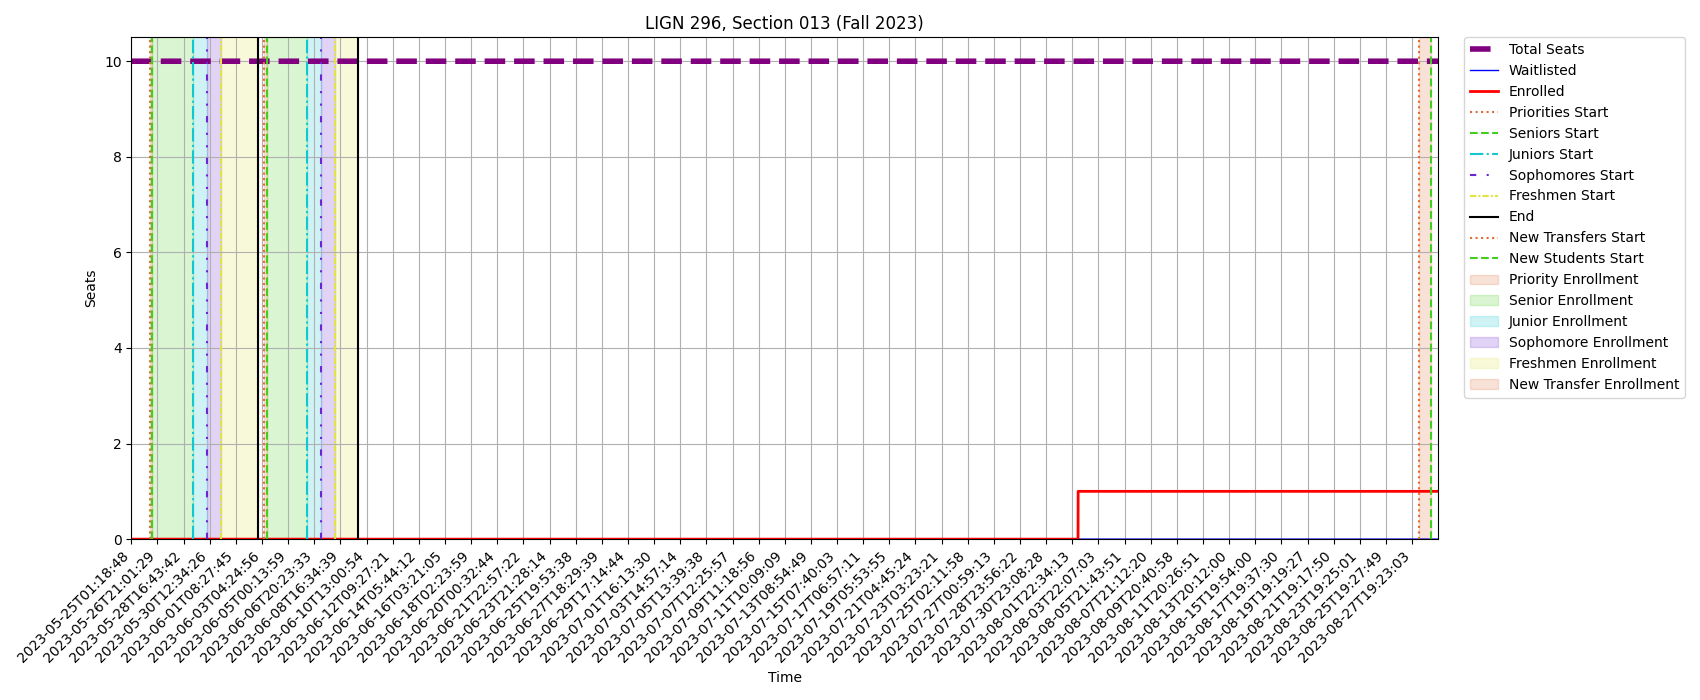 LIGN 296, Section 013 (Fall 2023)
10
8
6
4
2
0
Seats
2023-05-25T01:18:48
2023-05-26T21:01:29
2023-05-28T16:43:42
2023-05-30T12:34:26
2023-06-01T08:27:45
2023-06-03T04:24:56
2023-06-05T00:13:59
2023-06-06T20:23:33
2023-06-08T16:34:39
2023-06-10T13:00:54
2023-06-12T09:27:21
2023-06-14T05:44:12
2023-06-16T03:21:05
2023-06-18T02:23:59
2023-06-20T00:32:44
2023-06-21T22:57:22
2023-06-23T21:28:14
2023-06-25T19:53:38
2023-06-27T18:29:39
2023-06-29T17:14:44
2023-07-01T16:13:30
2023-07-03T14:57:14
2023-07-05T13:39:38
2023-07-07T12:25:57
2023-07-09T11:18:56
2023-07-11T10:09:09
2023-07-13T08:54:49
2023-07-15T07:40:03
2023-07-17T06:57:11
2023-07-19T05:53:55
2023-07-21T04:45:24
2023-07-23T03:23:21
2023-07-25T02:11:58
2023-07-27T00:59:13
2023-07-28T23:56:22
2023-07-30T23:08:28
2023-08-01T22:34:13
2023-08-03T22:07:03
2023-08-05T21:43:51
2023-08-07T21:12:20
2023-08-09T20:40:58
2023-08-11T20:26:51
2023-08-13T20:12:00
2023-08-15T19:54:00
2023-08-17T19:37:30
2023-08-19T19:19:27
2023-08-21T19:17:50
2023-08-23T19:25:01
2023-08-25T19:27:49
2023-08-27T19:23:03
Time
Total Seats
Waitlisted
Enrolled
Priorities Start
Seniors Start
Juniors Start
Sophomores Start
Freshmen Start
End
New Transfers Start
New Students Start
Priority Enrollment
Senior Enrollment
Junior Enrollment
Sophomore Enrollment
Freshmen Enrollment
New Transfer Enrollment